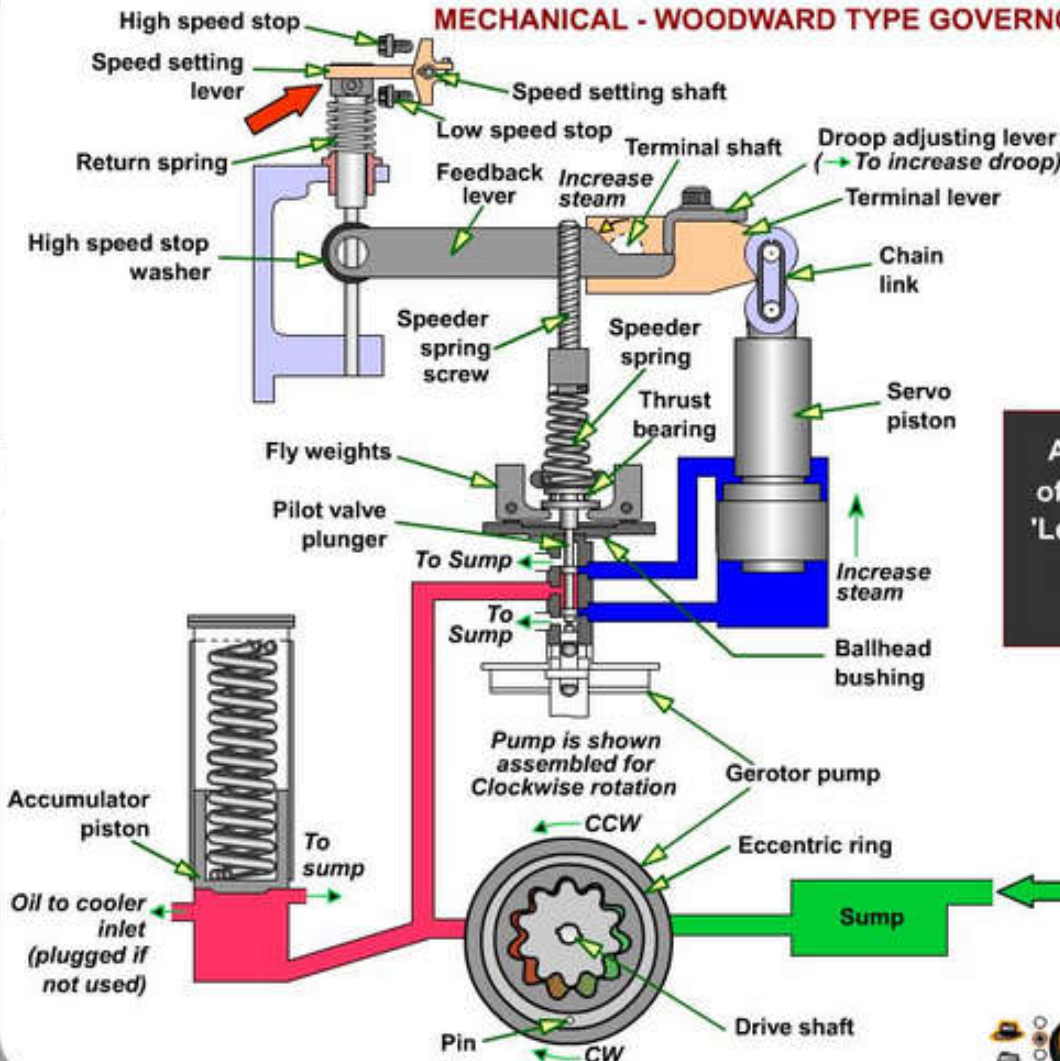 MECHANICAL - WOODWARD TYPE GOVERNO
High speed stop
Speed setting
lever
Speed setting shaft
Low speed stop
Return spring
Feedback
lever
Increase
steam
Terminal shaft
Droop adjusting lever
(→ To increase droop)
Terminal lever
High speed stop
washer
Chain
link
Speeder
spring
screw
Speeder
spring
Thrust
bearing
Servo
piston
Fly weights
Pilot valve
plunger
To Sump
To
Sump
Increase
steam
A
of
'L
Ballhead
bushing
Pump is shown
assembled for
Clockwise rotation
Gerotor pump
Accumulator
piston
To
sump
CCW
Eccentric ring
Oil to cooler
inlet
(plugged if
not used)
Sump
Pin
CW
Drive shaft